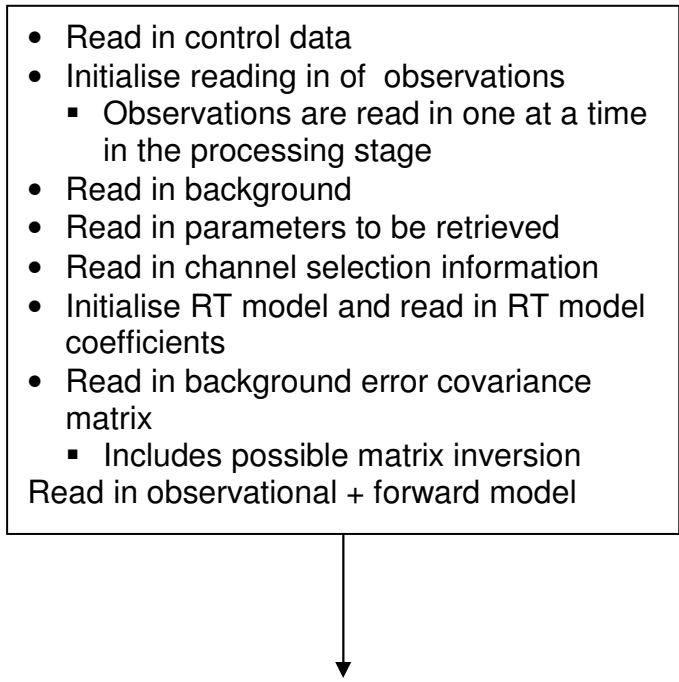 • Read in control data
• Initialise reading in of observations
▪ Observations are read in one at a time
in the processing stage
• Read in background
• Read in parameters to be retrieved
• Read in channel selection information
• Initialise RT model and read in RT model
coefficients
• Read in background error covariance
matrix
▪ Includes possible matrix inversion
Read in observational + forward model